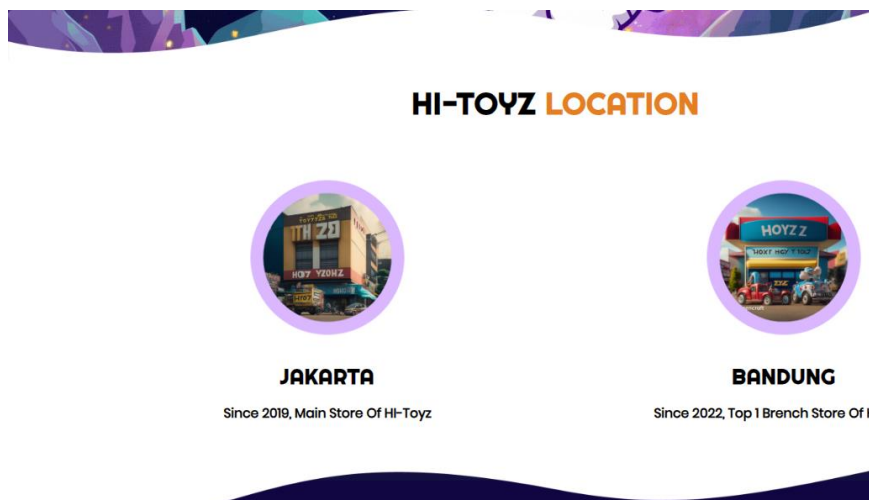 HI-TOYZ LOCATION
HOYZ Z
JAKARTA
BANDUNG
Since 2019, Main Store Of HI-Toyz
Since 2022, Top 1 Brench Store Of